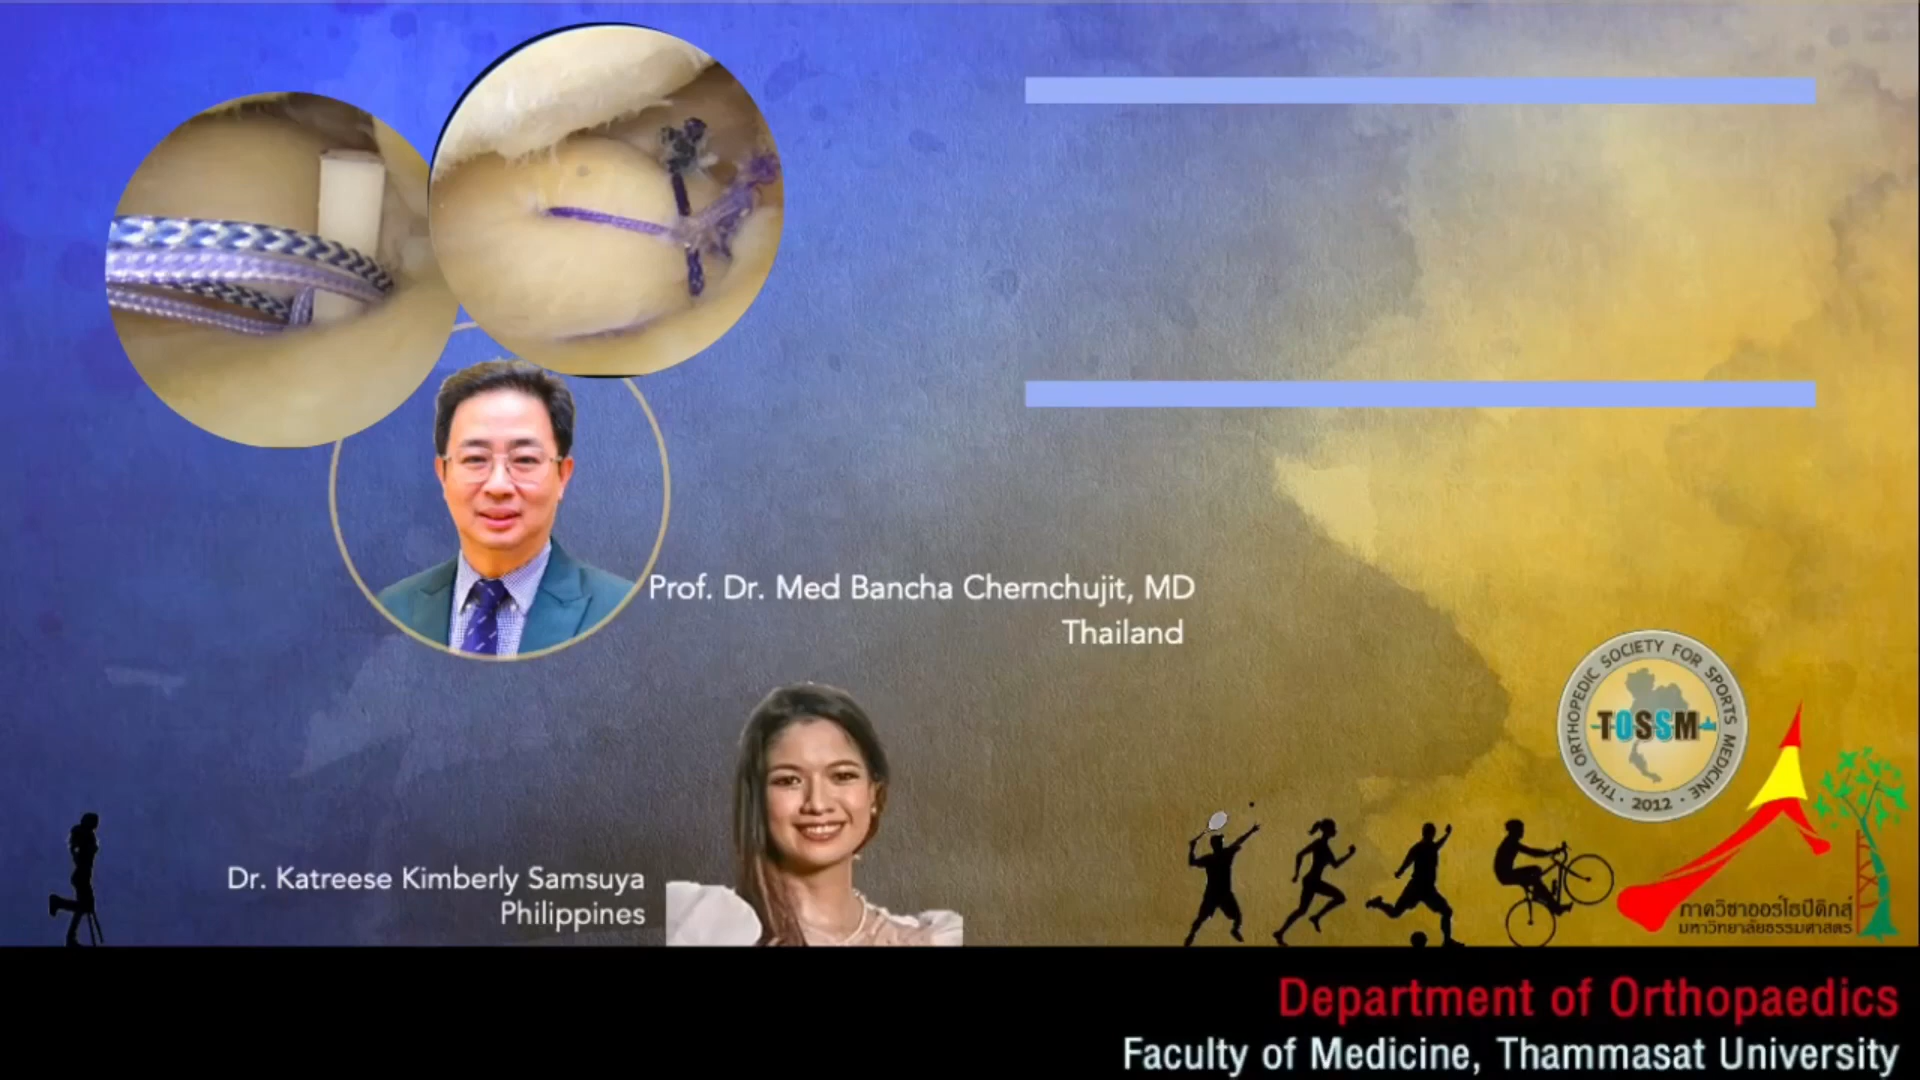 Prof. Dr. Med Bancha Chernchujit, MD
Thailand
THAI ORTHOPEDIC SOCIETY FOR SPORTS MEDICINE
TOSSM
· 2012 ·
Dr. Katreese Kimberly Samsuya
Philippines
ภาควิชาออร์โธปิดิกส์
มหาวิทยาลัยธรรมศาสตร์
Department of Orthopaedics
Faculty of Medicine, Thammasat University